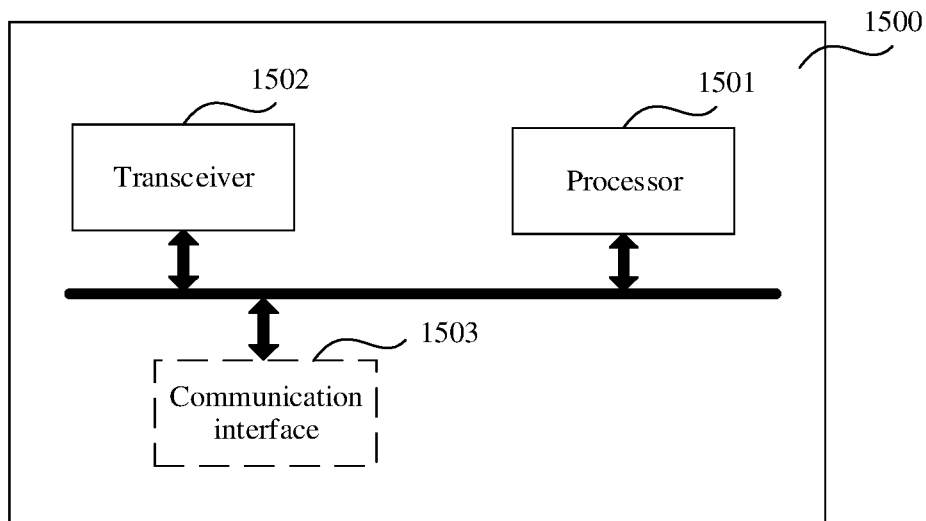 1500
1502
1501
Transceiver
Processor
1503
Communication
interface